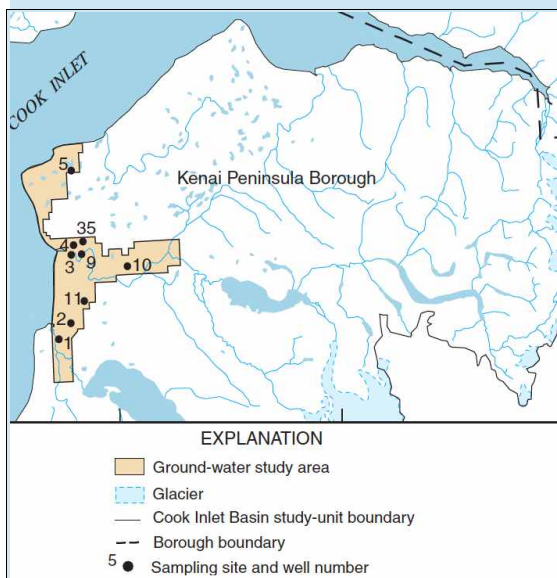 COOK INLET
5
Kenai Peninsula Borough
35
4
3
9
10
11
2
1
EXPLANATION
Ground-water study area
Glacier
Cook Inlet Basin study-unit boundary
Borough boundary
5 Sampling site and well number